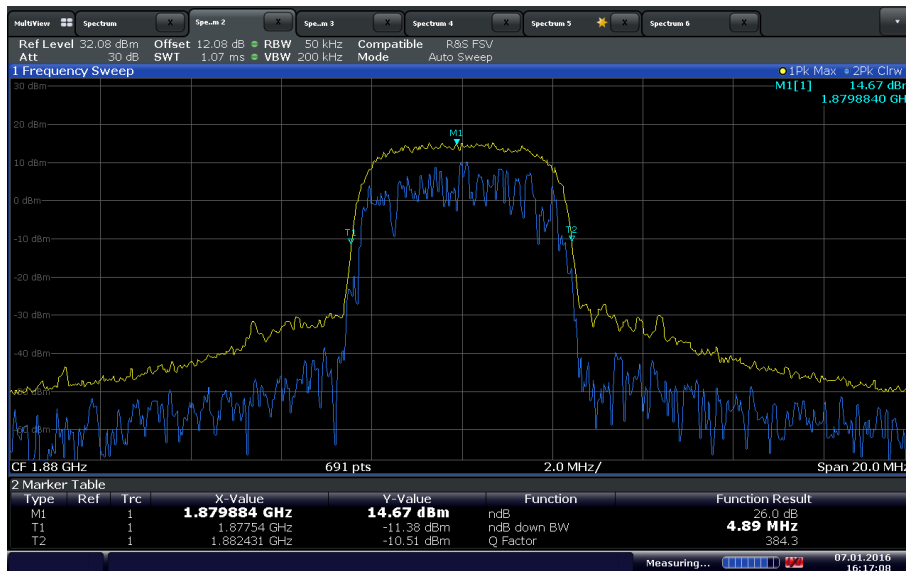 MultiView Spectrum X Spe...m 2 X Spe...m 3 X Spectrum 4 X Spectrum 5 X Spectrum 6 X
Ref Level 32.08 dBm Offset 12.08 dB RBW 50 kHz Compatible R&S FSV
Att 30 dB SWT 1.07 ms VBW 200 kHz Mode Auto Sweep
1 Frequency Sweep 1Pk Max 2Pk Clrw
30 dBm M1[1] 14.67 dBr
1.8798840 GH
20 dBm
M1
10 dBm
0 dBm
T1 T2
-10 dBm
-20 dBm
-30 dBm
-40 dBm
CF 1.88 GHz 691 pts 2.0 MHz/ Span 20.0 MHz
2 Marker Table
Type Ref Trc X-Value Y-Value Function Function Result
M1 1 1.879884 GHz 14.67 dBm ndB 26.0 dB
T1 1 1.87754 GHz -11.38 dBm ndB down BW 4.89 MHz
T2 1 1.882431 GHz -10.51 dBm Q Factor 384.3
Measuring... 07.01.2016
16:17:08